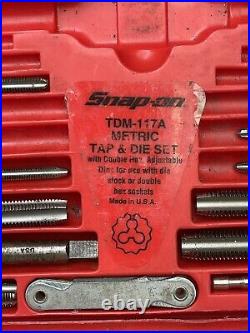 Snap-on
TDM-117A
METRIC
TAP & DIE SET
with Double Hex, Adjustable
Dies for use with die
stock or double
hex sockets
Made in U.S.A.
USA